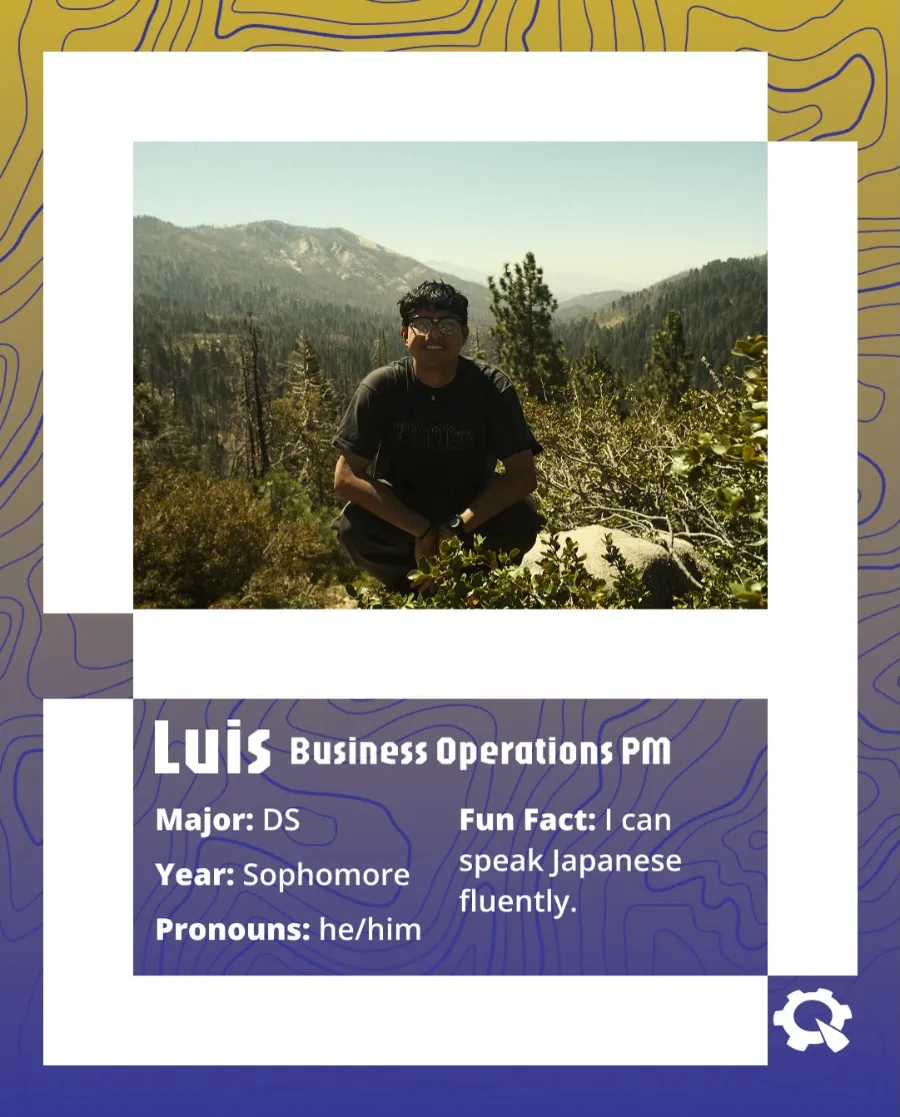 Luis Business Operations PM
Major: DS
Year: Sophomore
Pronouns: he/him
Fun Fact: I can
speak Japanese
fluently.